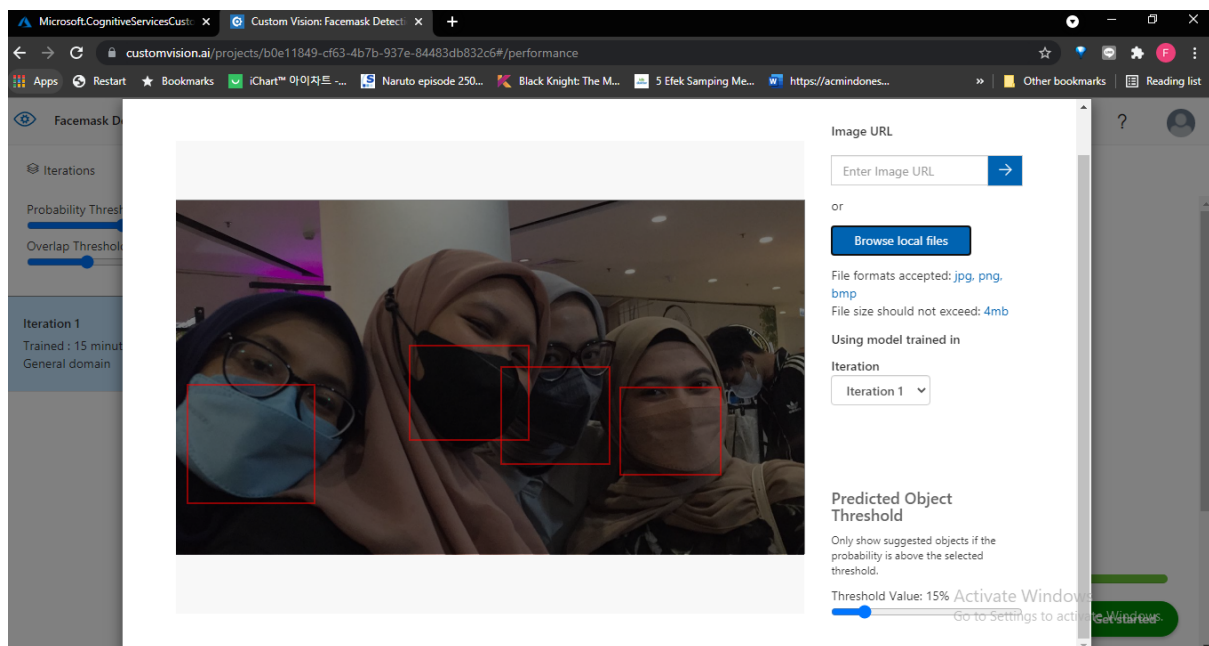 Microsoft.CognitiveServicesCusto
Custom Vision: Facemask Detecti
customvision.ai/projects/b0e11849-cf63-4b7b-937e-84483db832c6#/performance
Apps Restart Bookmarks iChart™ 아이차트 -... Naruto episode 250... Black Knight: The M... 5 Efek Samping Me... https://acmindones... » Other bookmarks Reading list
F
Facemask D
?
Iterations
Probability Thresh
Overlap Threshold
Iteration 1
Trained : 15 minut
General domain
Image URL
Enter Image URL
or
Browse local files
File formats accepted: jpg, png,
bmp
File size should not exceed: 4mb
Using model trained in
Iteration
Iteration 1
Predicted Object
Threshold
Only show suggested objects if the
probability is above the selected
threshold.
Threshold Value: 15%
Activate Windows
Go to Settings to activate Windows.
Get started